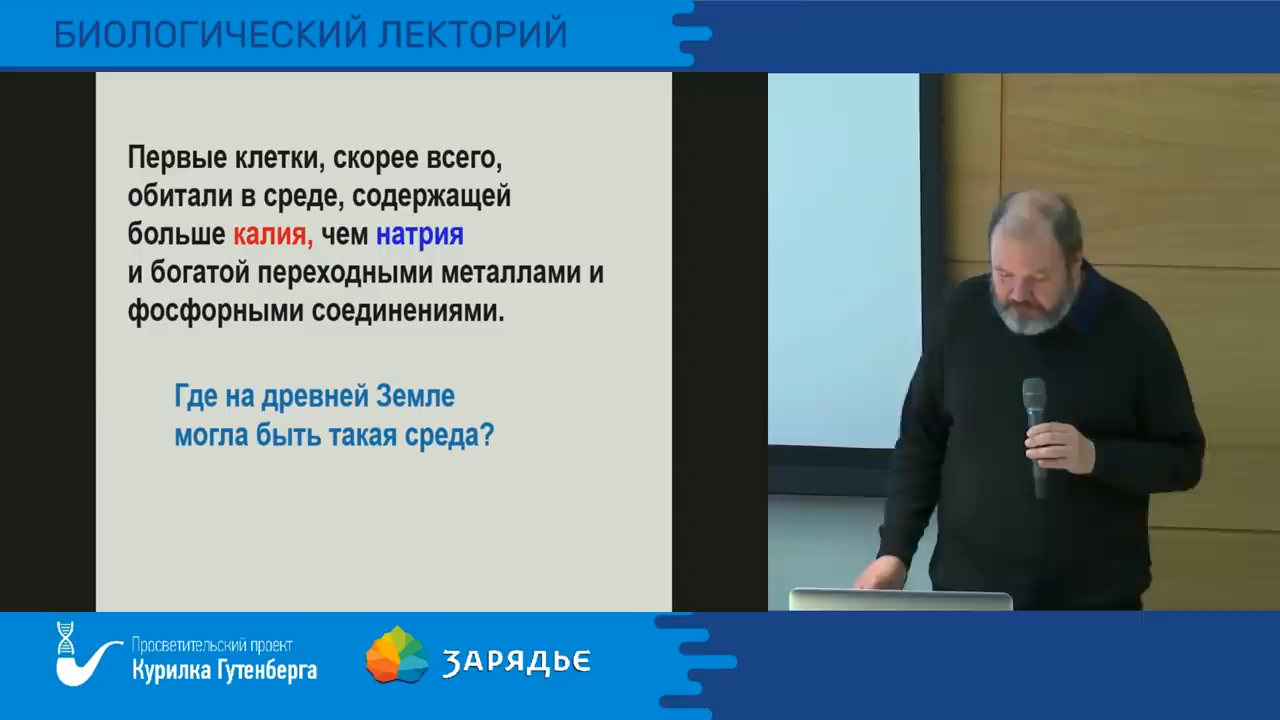 БИОЛОГИЧЕСКИЙ ЛЕКТОРИЙ
Первые клетки, скорее всего,
обитали в среде, содержащей
больше калия, чем натрия
и богатой переходными металлами и
фосфорными соединениями.
Где на древней Земле
могла быть такая среда?
Просветительский проект
Курилка Гутенберга
ЗАРЯДЬЕ